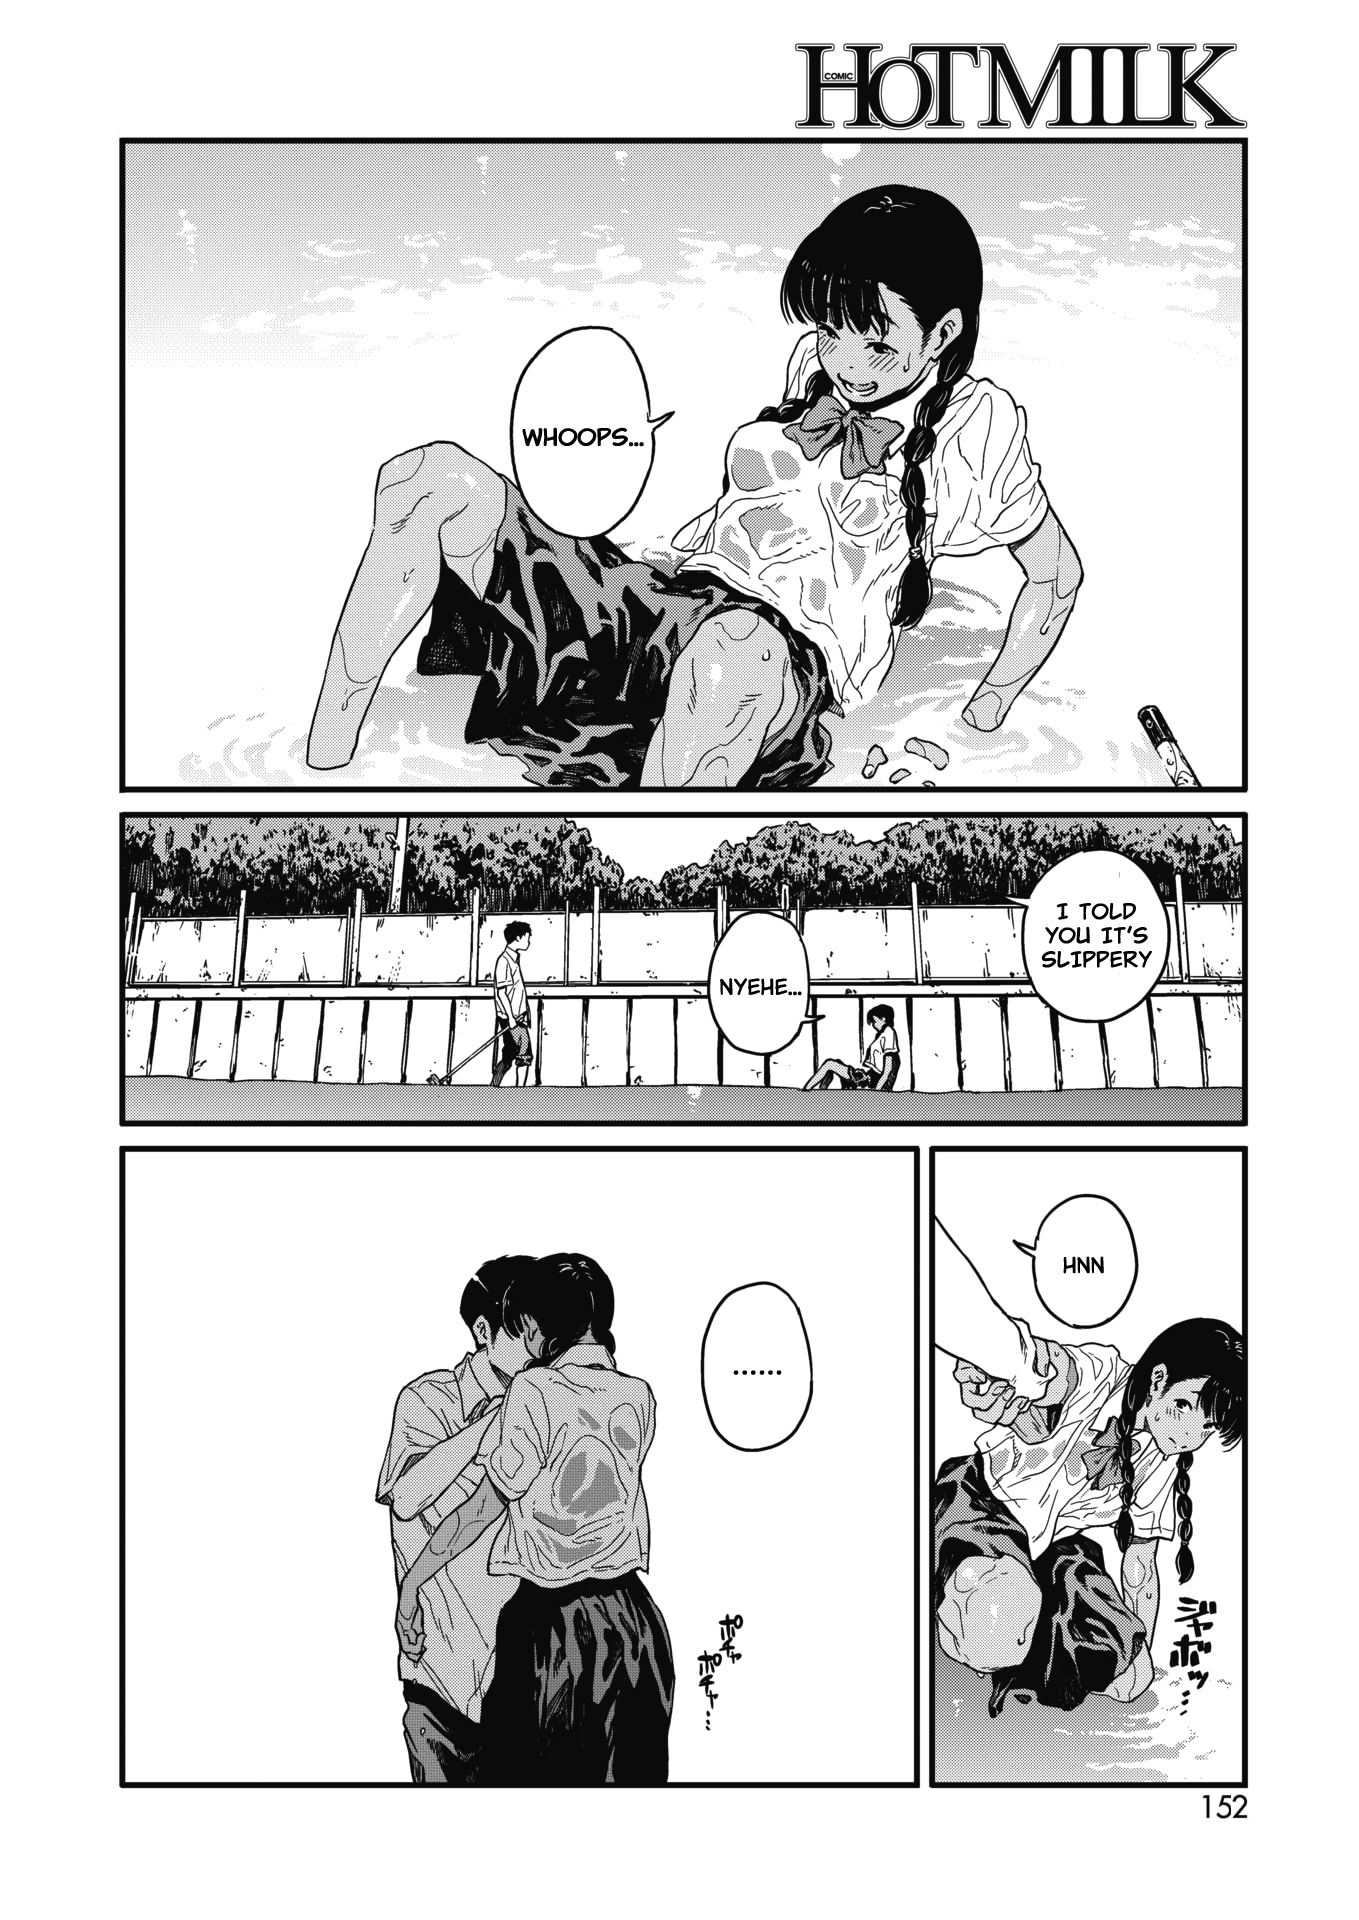 COMIC
HOTMILK
WHOOPS...
I TOLD
YOU IT'S
SLIPPERY
NYEHE...
HNN
ジャボッ…
......
ポチャ
ポチャ…
152